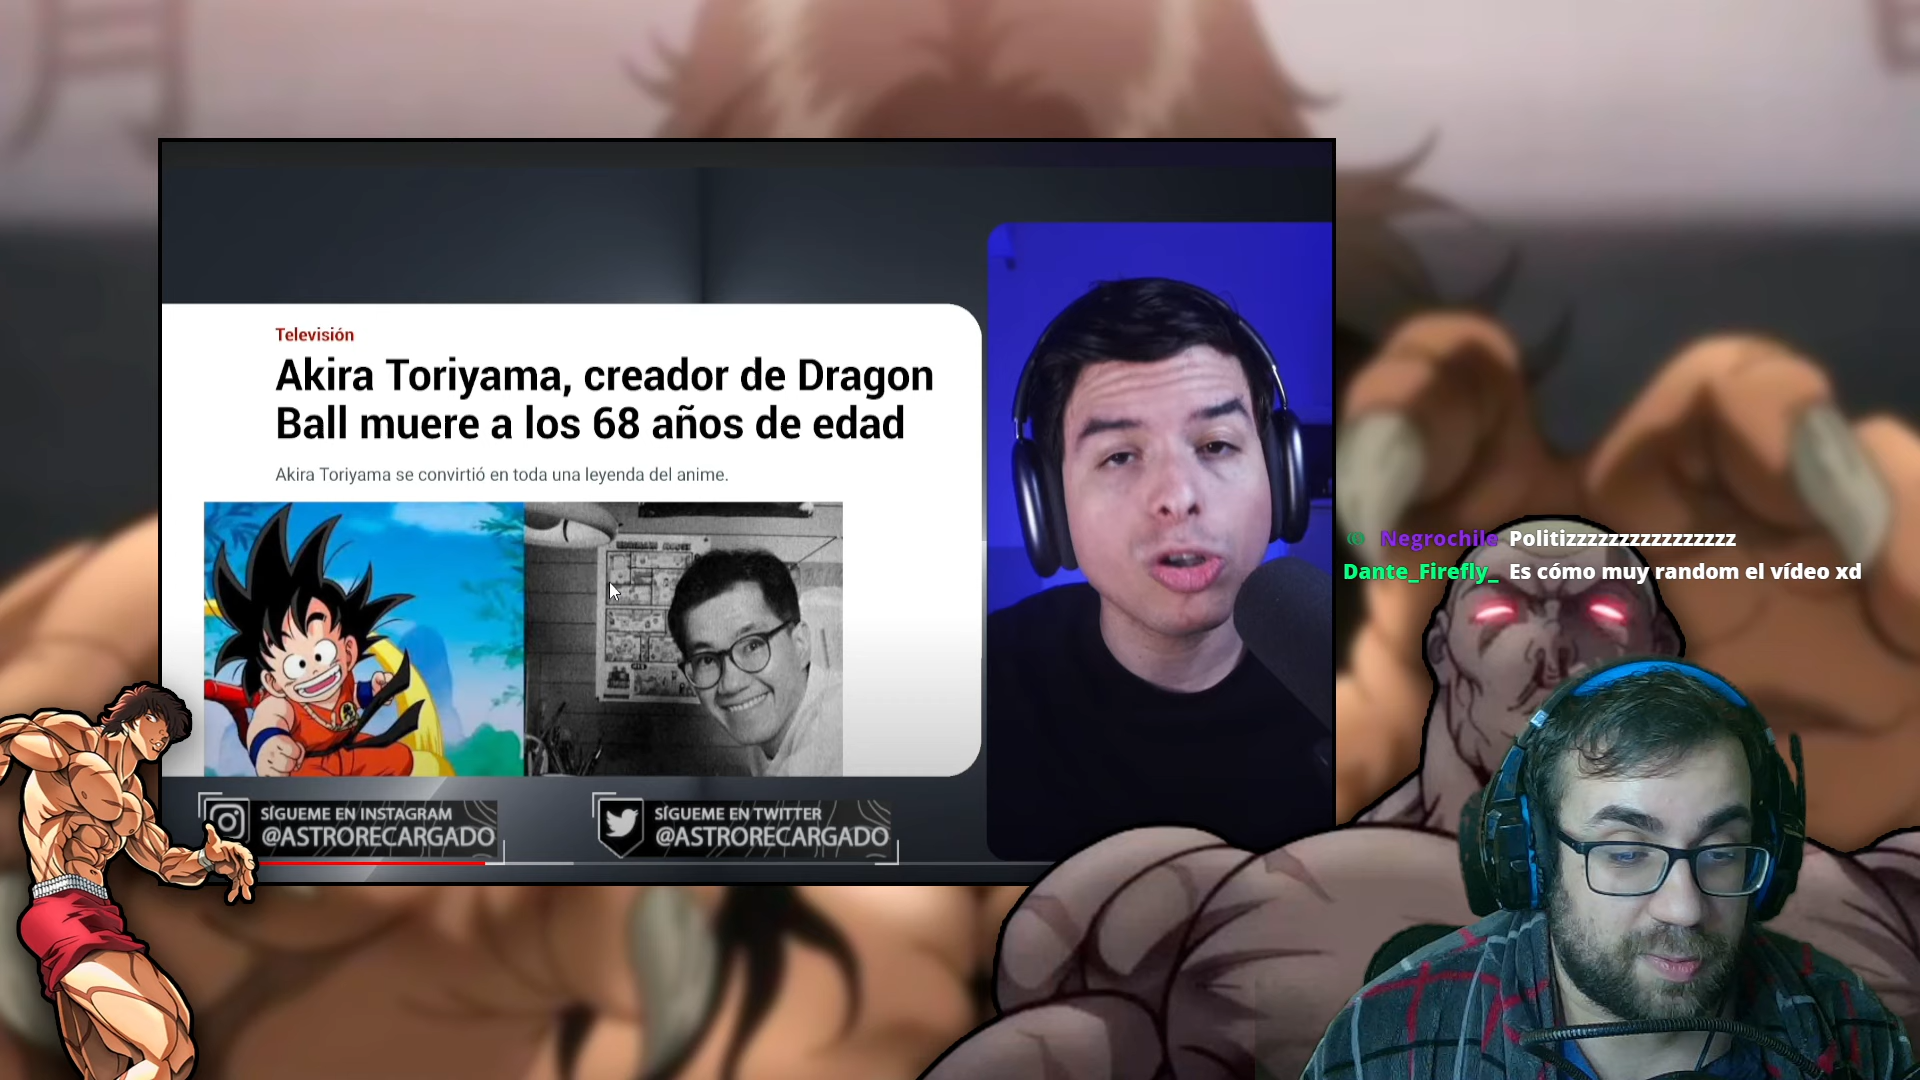 Televisión
Akira Toriyama, creador de Dragon
Ball muere a los 68 años de edad
Akira Toriyama se convirtió en toda una leyenda del anime.
Negrochile Politizzzzzzzzzzzzzzzz
Dante_Firefly_ Es cómo muy random el vídeo xd
SÍGUEME EN INSTAGRAM
@ASTRORECARGADO
SÍGUEME EN TWITTER
@ASTRORECARGADO